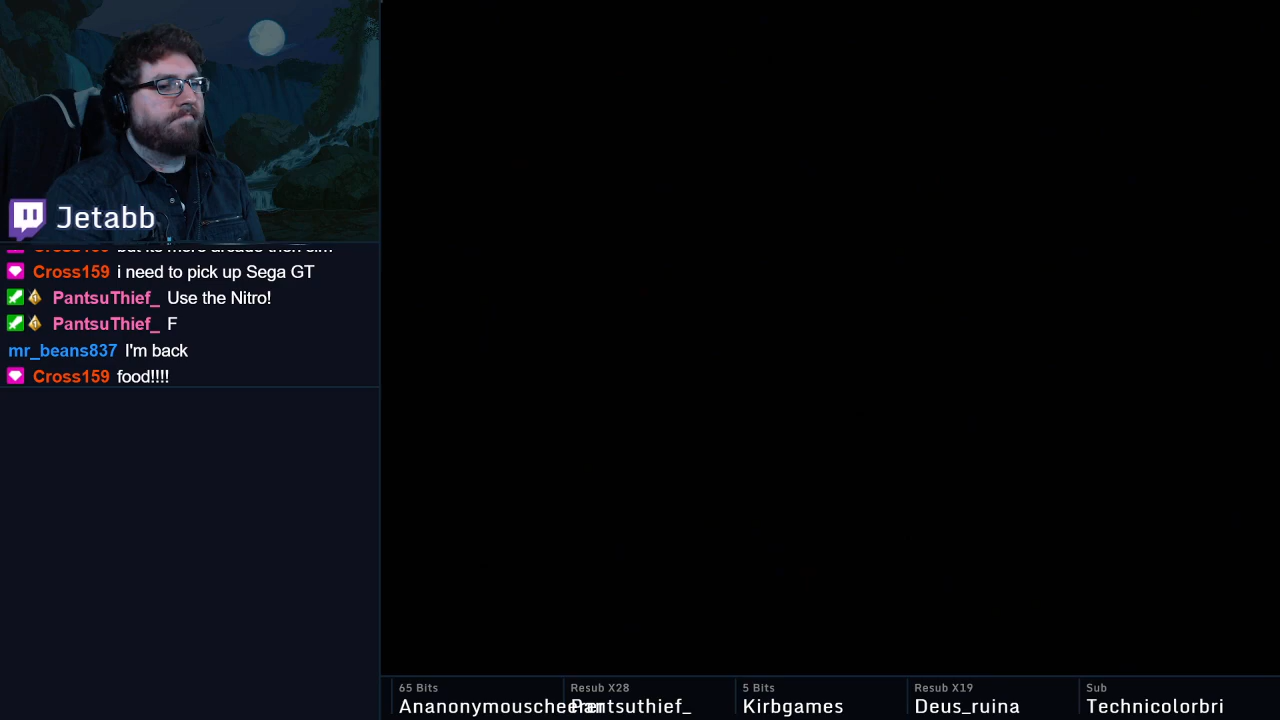 Jetabb
Cross159 i need to pick up Sega GT
PantsuThief_ Use the Nitro!
PantsuThief_ F
mr_beans837 I'm back
Cross159 food!!!!
65 Bits
Resub X28
5 Bits
Resub X19
Sub
Kirbgames
Deus_ruina
Technicolorbri